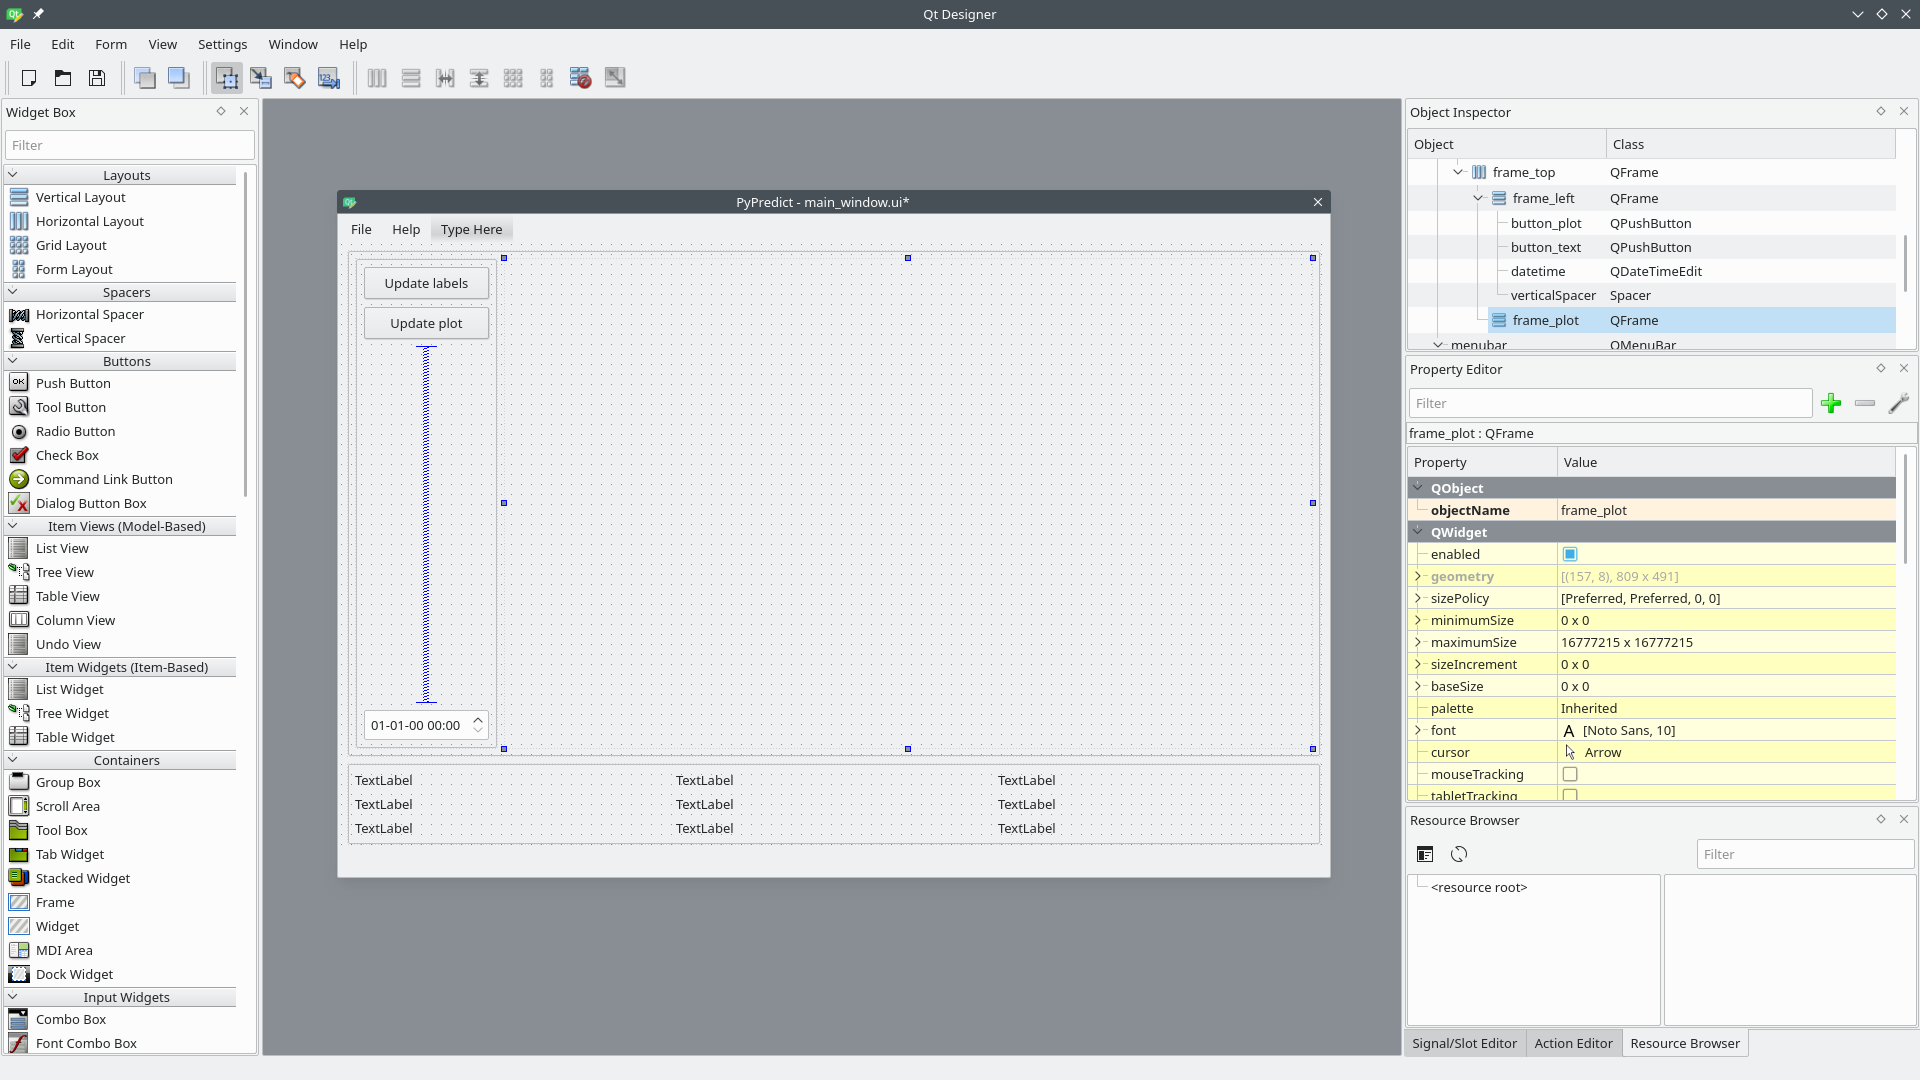 Qt Designer
File Edit Form View Settings Window Help
Widget Box
Filter
Layouts
Vertical Layout
Horizontal Layout
Grid Layout
Form Layout
Spacers
Horizontal Spacer
Vertical Spacer
Buttons
Push Button
Tool Button
Radio Button
Check Box
Command Link Button
Dialog Button Box
Item Views (Model-Based)
List View
Tree View
Table View
Column View
Undo View
Item Widgets (Item-Based)
List Widget
Tree Widget
Table Widget
Containers
Group Box
Scroll Area
Tool Box
Tab Widget
Stacked Widget
Frame
Widget
MDI Area
Dock Widget
Input Widgets
Combo Box
Font Combo Box
PyPredict - main_window.ui*
File Help Type Here
Update labels
Update plot
01-01-00 00:00
TextLabel TextLabel TextLabel
TextLabel TextLabel TextLabel
TextLabel TextLabel TextLabel
Object Inspector
Object Class
frame_top QFrame
frame_left QFrame
button_plot QPushButton
button_text QPushButton
datetime QDateTimeEdit
verticalSpacer Spacer
frame_plot QFrame
menubar QMenuBar
Property Editor
Filter
frame_plot : QFrame
Property Value
QObject
objectName frame_plot
QWidget
enabled
geometry [(157, 8), 809 x 491]
sizePolicy [Preferred, Preferred, 0, 0]
minimumSize 0 x 0
maximumSize 16777215 x 16777215
sizeIncrement 0 x 0
baseSize 0 x 0
palette Inherited
font A [Noto Sans, 10]
cursor Arrow
mouseTracking
tabletTracking
Resource Browser
Filter
<resource root>
Signal/Slot Editor Action Editor Resource Browser